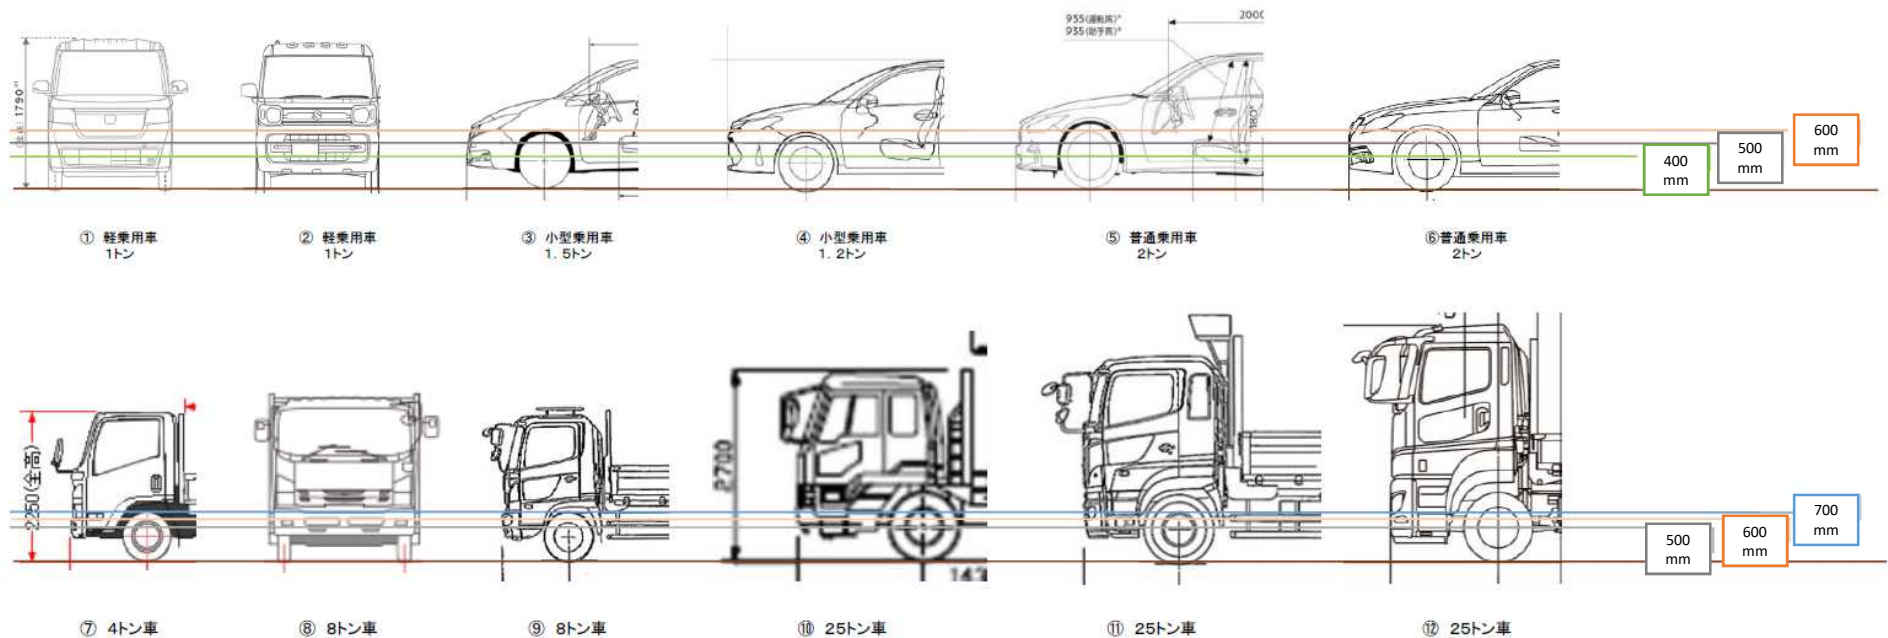 935(運転席)*
935(助手席)*
2000
1790
180°
600
mm
500
mm
400
mm
① 軽乗用車
1トン
② 軽乗用車
1トン
③ 小型乗用車
1.5トン
④ 小型乗用車
1.2トン
⑤ 普通乗用車
2トン
⑥普通乗用車
2トン
2250(全高)
2700
700
mm
600
mm
500
mm
⑦ 4トン車
⑧ 8トン車
⑨ 8トン車
⑩ 25トン車
⑪ 25トン車
⑫ 25トン車